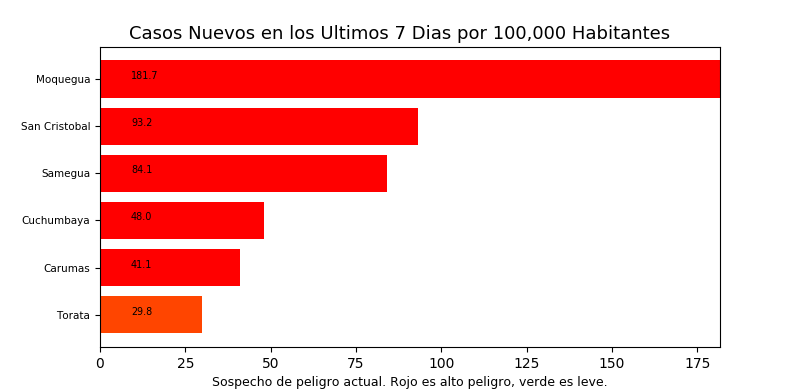 Casos Nuevos en los Ultimos 7 Dias por 100,000 Habitantes
Moquegua 181.7
San Cristobal 93.2
Samegua 84.1
Cuchumbaya 48.0
Carumas 41.1
Torata 29.8
0 25 50 75 100 125 150 175
Sospecho de peligro actual. Rojo es alto peligro, verde es leve.